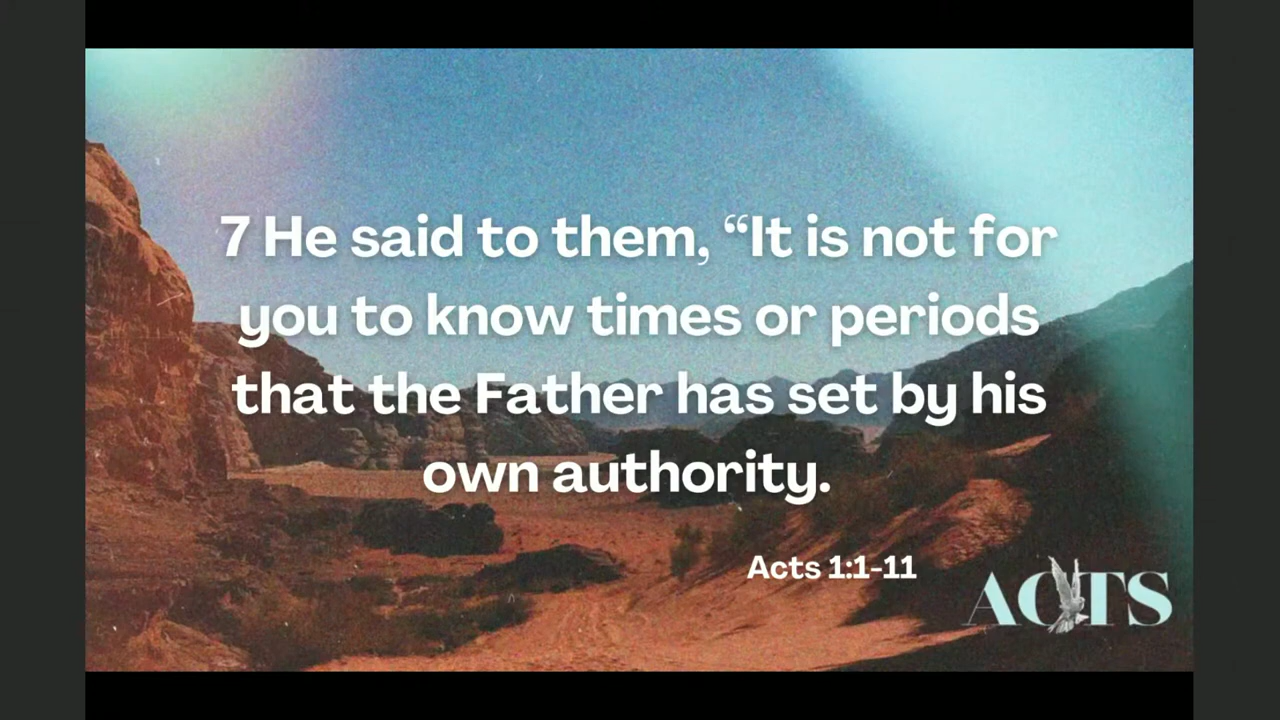 7 He said to them, “It is not for
you to know times or periods
that the Father has set by his
own authority.
Acts 1:1-11
ACTS